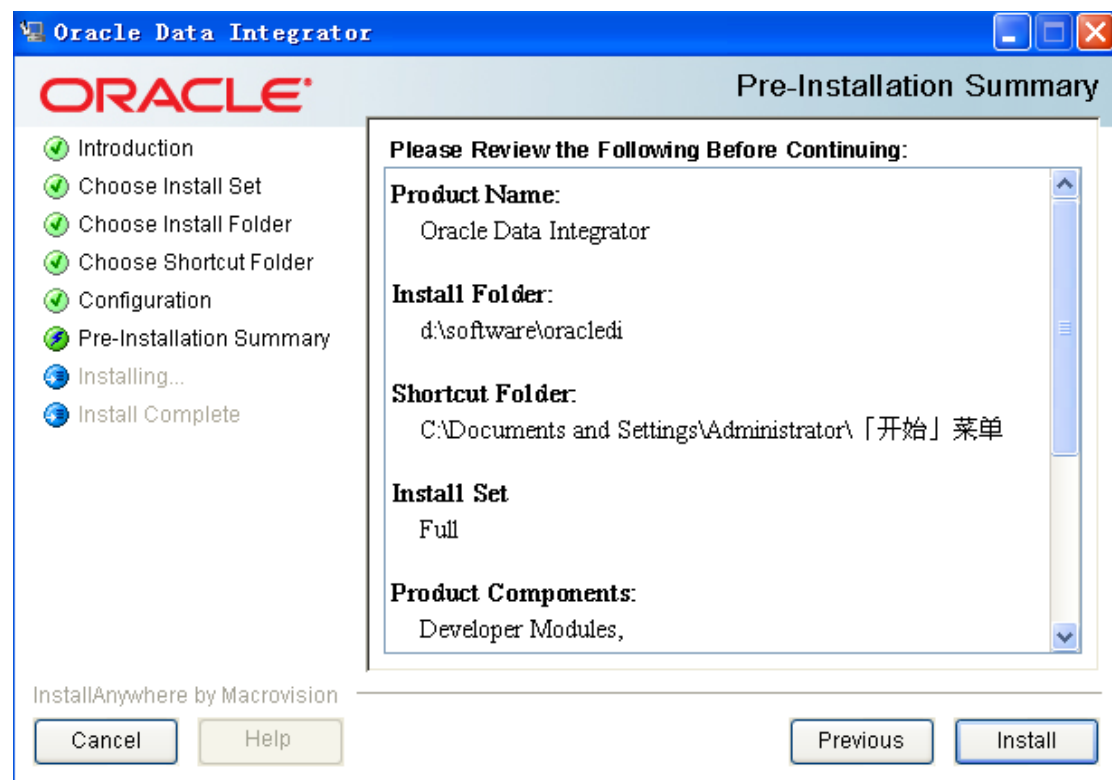 Oracle Data Integrator
ORACLE
Pre-Installation Summary
Introduction
Choose Install Set
Choose Install Folder
Choose Shortcut Folder
Configuration
Pre-Installation Summary
Installing...
Install Complete
Please Review the Following Before Continuing:
Product Name:
Oracle Data Integrator
Install Folder:
d:\software\oracledi
Shortcut Folder:
C:\Documents and Settings\Administrator\「开始」菜单
Install Set
Full
Product Components:
Developer Modules,
InstallAnywhere by Macrovision
Cancel
Help
Previous
Install